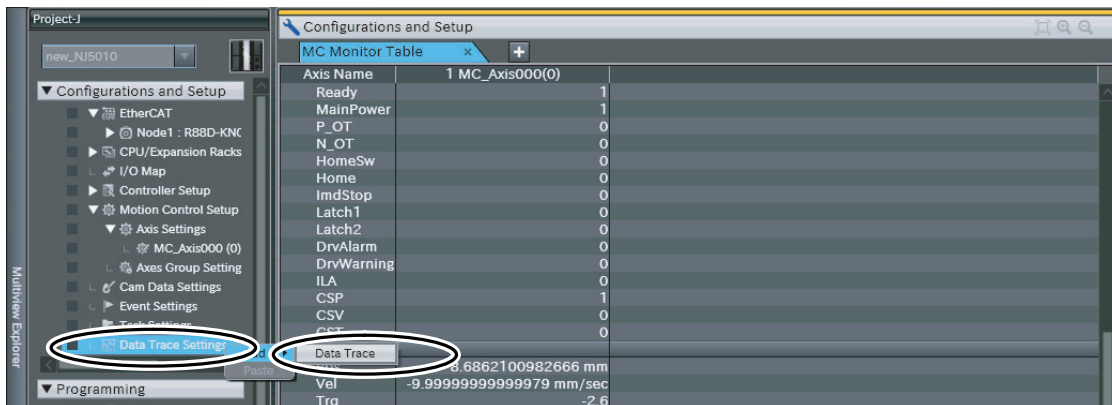 Project-J
new_NJ5010
Configurations and Setup
EtherCAT
Node1 : R88D-KNC
CPU/Expansion Racks
I/O Map
Controller Setup
Motion Control Setup
Axis Settings
MC_Axis000 (0)
Axes Group Setting
Cam Data Settings
Event Settings
Task Settings
Data Trace Settings
Data Trace
Paste
Programming
Multiview Explorer
Configurations and Setup
MC Monitor Table
Axis Name 1 MC_Axis000(0)
Ready 1
MainPower 1
P_OT 0
N_OT 0
HomeSw 0
Home 0
ImdStop 0
Latch1 0
Latch2 0
DrvAlarm 0
DrvWarning 0
ILA 0
CSP 1
CSV 0
CST 0
8.6862100982666 mm
Vel -9.99999999999979 mm/sec
Trq -2.6